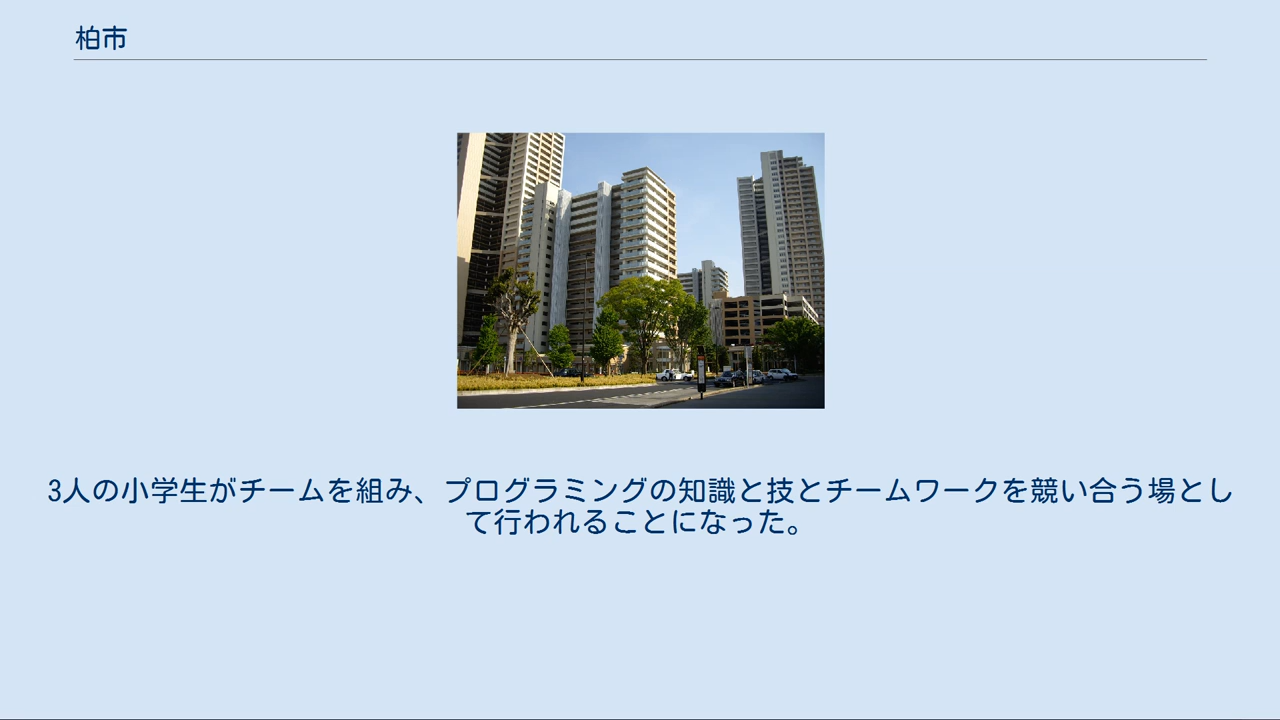 柏市
3人の小学生がチームを組み、プログラミングの知識と技とチームワークを競い合う場とし
て行われることになった。